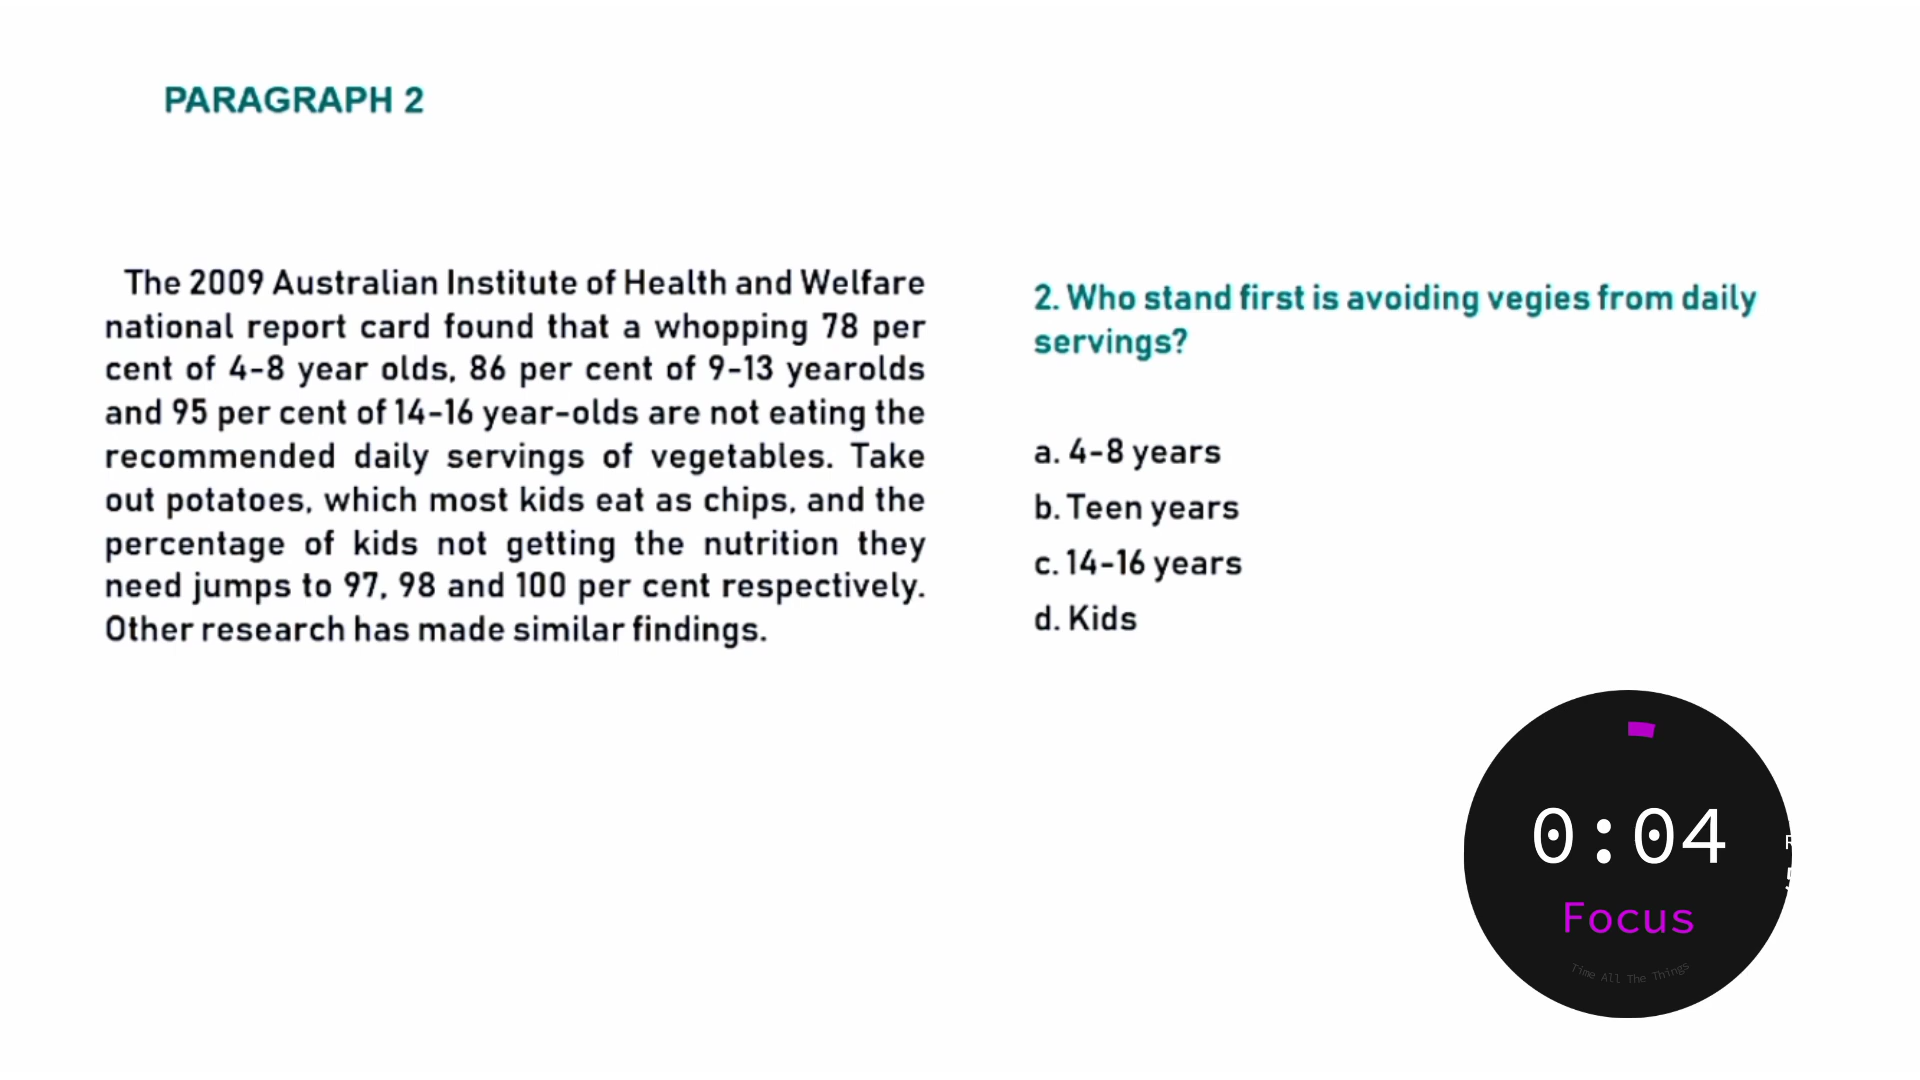 PARAGRAPH 2
The 2009 Australian Institute of Health and Welfare
national report card found that a whopping 78 per
cent of 4-8 year olds, 86 per cent of 9-13 yearolds
and 95 per cent of 14-16 year-olds are not eating the
recommended daily servings of vegetables. Take
out potatoes, which most kids eat as chips, and the
percentage of kids not getting the nutrition they
need jumps to 97, 98 and 100 per cent respectively.
Other research has made similar findings.
2. Who stand first is avoiding vegies from daily
servings?
a. 4-8 years
b. Teen years
c. 14-16 years
d. Kids
0:04
Focus
Time All The Things